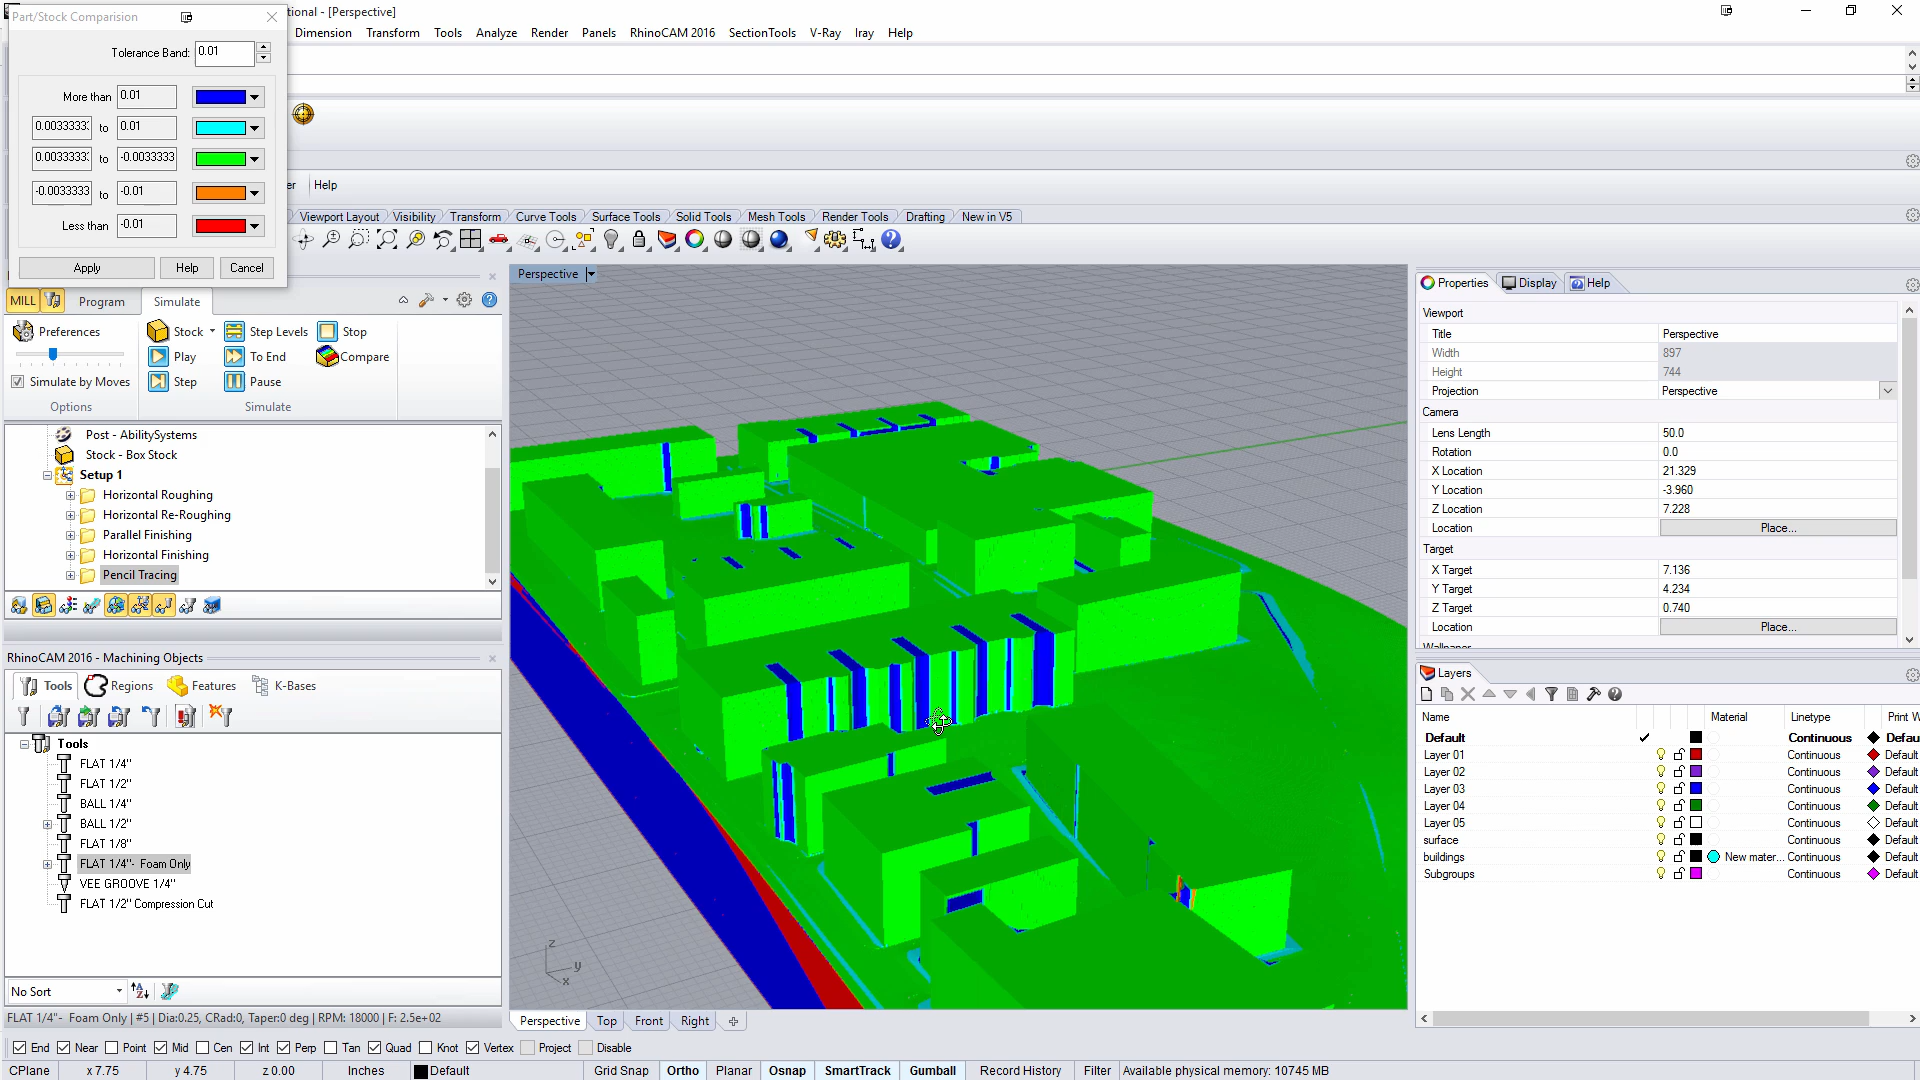 Part/Stock Comparision
tional - [Perspective]
Dimension Transform Tools Analyze Render Panels RhinoCAM 2016 SectionTools V-Ray Iray Help
Tolerance Band: 0.01
More than 0.01
0.0033333 to 0.01
0.0033333 to -0.0033333
-0.0033333 to -0.01
Less than -0.01
Apply Help Cancel
er Help
Viewport Layout Visibility Transform Curve Tools Surface Tools Solid Tools Mesh Tools Render Tools Drafting New in V5
MILL Program Simulate
Preferences
Simulate by Moves
Options
Stock Step Levels Stop
Play To End Compare
Step Pause
Simulate
Post - AbilitySystems
Stock - Box Stock
Setup 1
Horizontal Roughing
Horizontal Re-Roughing
Parallel Finishing
Horizontal Finishing
Pencil Tracing
RhinoCAM 2016 - Machining Objects
Tools Regions Features K-Bases
Tools
FLAT 1/4"
FLAT 1/2"
BALL 1/4"
BALL 1/2"
FLAT 1/8"
FLAT 1/4"- Foam Only
VEE GROOVE 1/4"
FLAT 1/2" Compression Cut
No Sort
FLAT 1/4"- Foam Only | #5 | Dia:0.25, CRad:0, Taper:0 deg | RPM: 18000 | F: 2.5e+02
Perspective
z
y
x
Perspective Top Front Right
Properties Display Help
Viewport
Title Perspective
Width 897
Height 744
Projection Perspective
Camera
Lens Length 50.0
Rotation 0.0
X Location 21.329
Y Location -3.960
Z Location 7.228
Location Place...
Target
X Target 7.136
Y Target 4.234
Z Target 0.740
Location Place...
Layers
Name Material Linetype Print W
Default Continuous Defau
Layer 01 Continuous Default
Layer 02 Continuous Default
Layer 03 Continuous Default
Layer 04 Continuous Default
Layer 05 Continuous Default
surface Continuous Default
buildings New mater... Continuous Default
Subgroups Continuous Default
End Near Point Mid Cen Int Perp Tan Quad Knot Vertex Project Disable
CPlane x 7.75 y 4.75 z 0.00 Inches Default Grid Snap Ortho Planar Osnap SmartTrack Gumball Record History Filter Available physical memory: 10745 MB